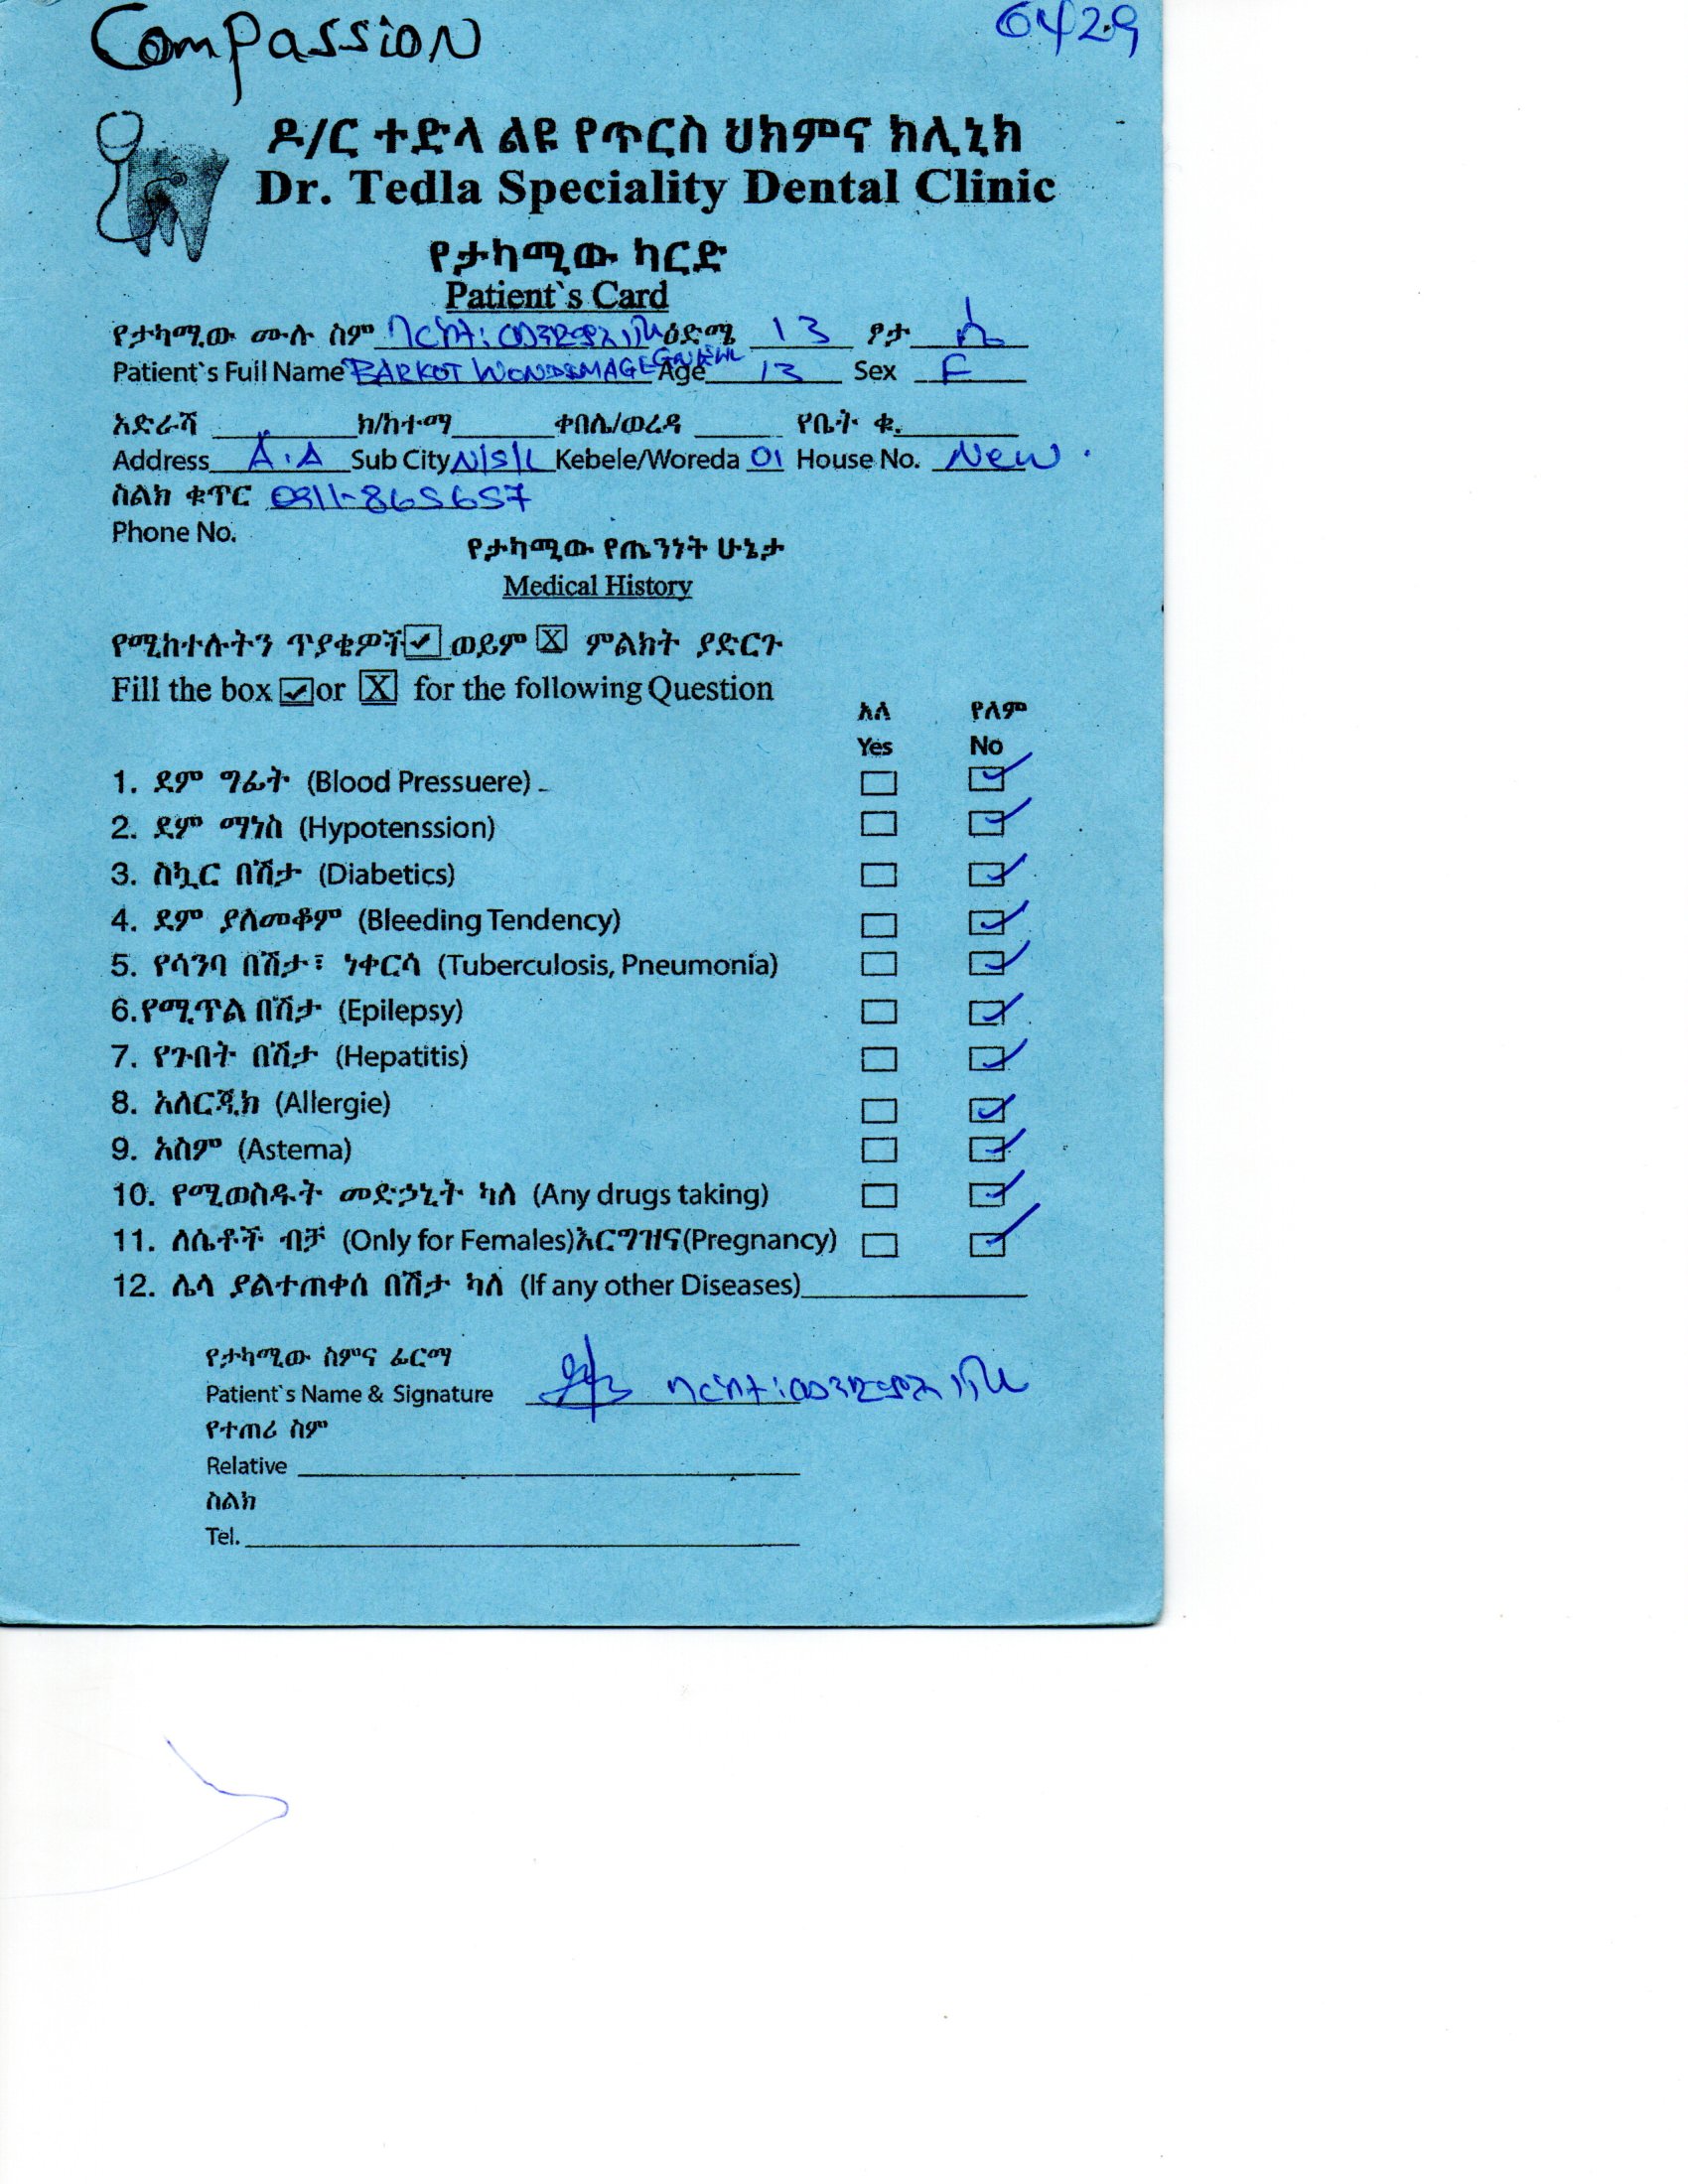 Compassion 6429
ዶ/ር ተድላ ልዩ የጥርስ ህክምና ክሊኒክ
Dr. Tedla Speciality Dental Clinic
የታካሚው ካርድ
Patient`s Card
የታካሚው ሙሉ ስም በረከት፡ ወንድማገኘሁ ዕድሜ 13 ፆታ ሴ
Patient`s Full Name BARKOT WONDEMAGEGNEHU Age 13 Sex F
አድራሻ ክ/ከተማ ቀበሌ/ወረዳ የቤት ቁ.
Address A.A Sub City N/S/L Kebele/Woreda 01 House No. New
ስልክ ቁጥር 0911-865657
Phone No.
የታካሚው የጤንነት ሁኔታ
Medical History
የሚከተሉትን ጥያቄዎች ✓ ወይም X ምልክት ያድርጉ
Fill the box ✓ or X for the following Question
አለ የለም
Yes No
1. ደም ግፊት (Blood Pressuere) ☐ ✓
2. ደም ማነስ (Hypotenssion) ☐ ✓
3. ስኳር በሽታ (Diabetics) ☐ ✓
4. ደም ያለመቆም (Bleeding Tendency) ☐ ✓
5. የሳንባ በሽታ፣ ነቀርሳ (Tuberculosis, Pneumonia) ☐ ✓
6.የሚጥል በሽታ (Epilepsy) ☐ ✓
7. የጉበት በሽታ (Hepatitis) ☐ ✓
8. አለርጂክ (Allergie) ☐ ✓
9. አስም (Astema) ☐ ✓
10. የሚወስዱት መድኃኒት ካለ (Any drugs taking) ☐ ✓
11. ለሴቶች ብቻ (Only for Females)እርግዝና(Pregnancy) ☐ ✓
12. ሌላ ያልተጠቀሰ በሽታ ካለ (If any other Diseases)
የታካሚው ስምና ፊርማ
Patient`s Name & Signature በረከት፡ወንድማገኘሁ
የተጠሪ ስም
Relative
ስልክ
Tel.